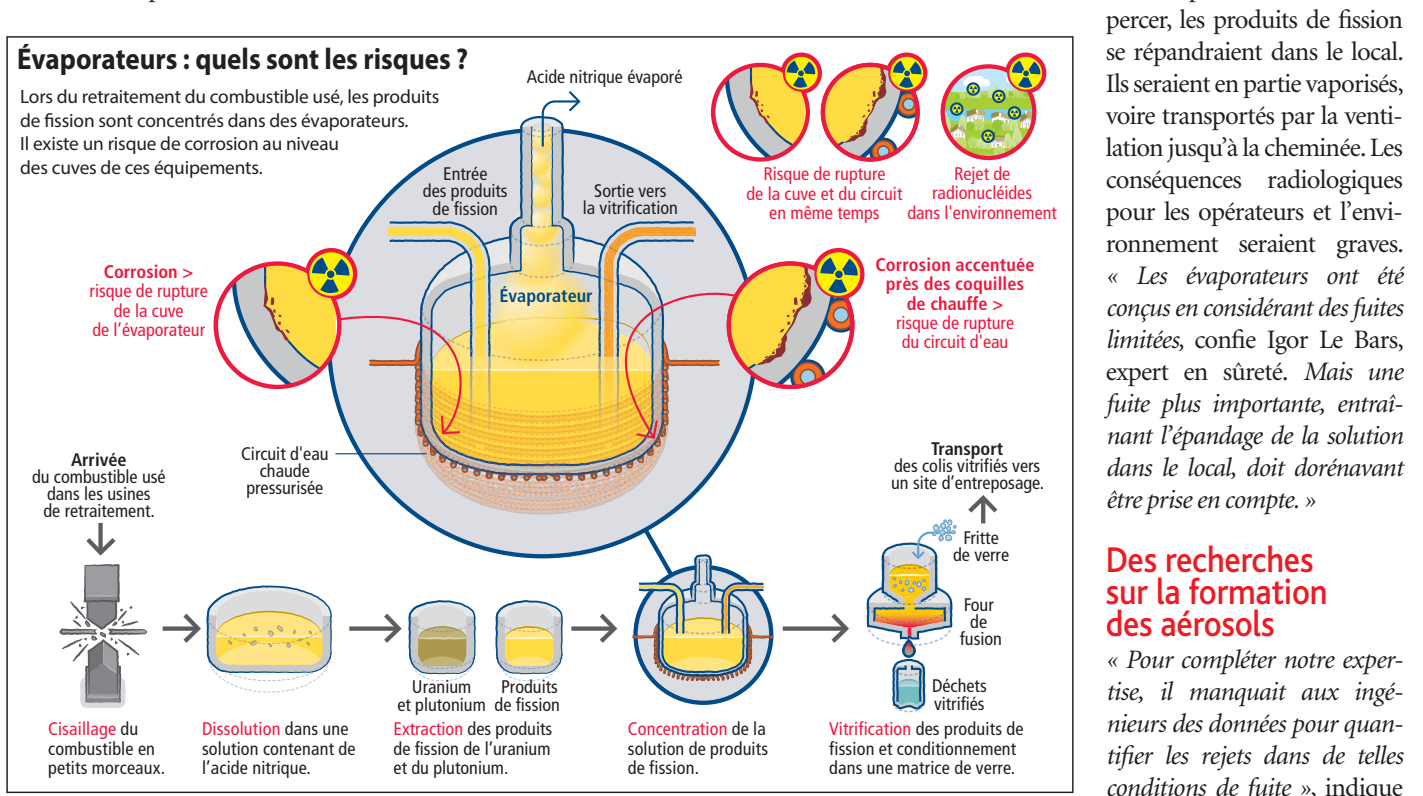 Évaporateurs : quels sont les risques ?
Lors du retraitement du combustible usé, les produits
de fission sont concentrés dans des évaporateurs.
Il existe un risque de corrosion au niveau
des cuves de ces équipements.
Acide nitrique évaporé
Entrée
des produits
de fission
Sortie vers
la vitrification
Évaporateur
Risque de rupture
de la cuve et du circuit
en même temps
Rejet de
radionucléides
dans l'environnement
Corrosion >
risque de rupture
de la cuve
de l'évaporateur
Corrosion accentuée
près des coquilles
de chauffe >
risque de rupture
du circuit d'eau
Circuit d'eau
chaude
pressurisée
Arrivée
du combustible usé
dans les usines
de retraitement.
Transport
des colis vitrifiés vers
un site d'entreposage.
Fritte
de verre
Four
de
fusion
Déchets
vitrifiés
Uranium
et plutonium
Produits
de fission
Cisaillage du
combustible en
petits morceaux.
Dissolution dans une
solution contenant de
l'acide nitrique.
Extraction des produits
de fission de l'uranium
et du plutonium.
Concentration de la
solution de produits
de fission.
Vitrification des produits de
fission et conditionnement
dans une matrice de verre.
percer, les produits de fission
se répandraient dans le local.
Ils seraient en partie vaporisés,
voire transportés par la venti-
lation jusqu'à la cheminée. Les
conséquences radiologiques
pour les opérateurs et l'envi-
ronnement seraient graves.
« Les évaporateurs ont été
conçus en considérant des fuites
limitées, confie Igor Le Bars,
expert en sûreté. Mais une
fuite plus importante, entraî-
nant l'épandage de la solution
dans le local, doit dorénavant
être prise en compte. »
Des recherches
sur la formation
des aérosols
« Pour compléter notre exper-
tise, il manquait aux ingé-
nieurs des données pour quan-
tifier les rejets dans de telles
conditions de fuite », indique